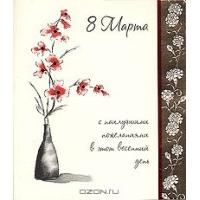 8 Марта
с наилучшими
пожеланиями
в этот весенний
день
OZON.ru